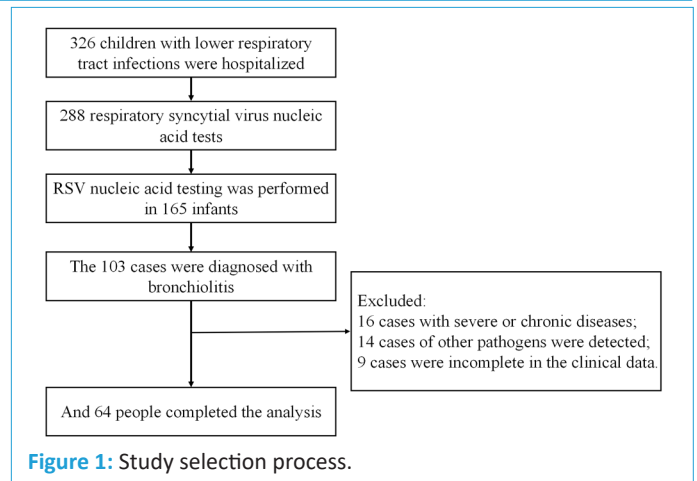 326 children with lower respiratory
tract infections were hospitalized
288 respiratory syncytial virus nucleic
acid tests
RSV nucleic acid testing was performed
in 165 infants
The 103 cases were diagnosed with
bronchiolitis
Excluded:
16 cases with severe or chronic diseases;
14 cases of other pathogens were detected;
9 cases were incomplete in the clinical data.
And 64 people completed the analysis
Figure 1: Study selection process.